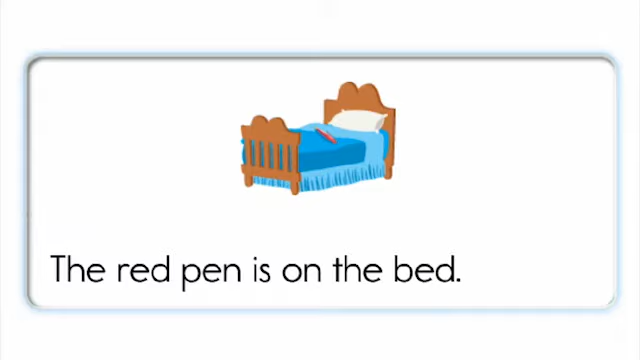 The red pen is on the bed.